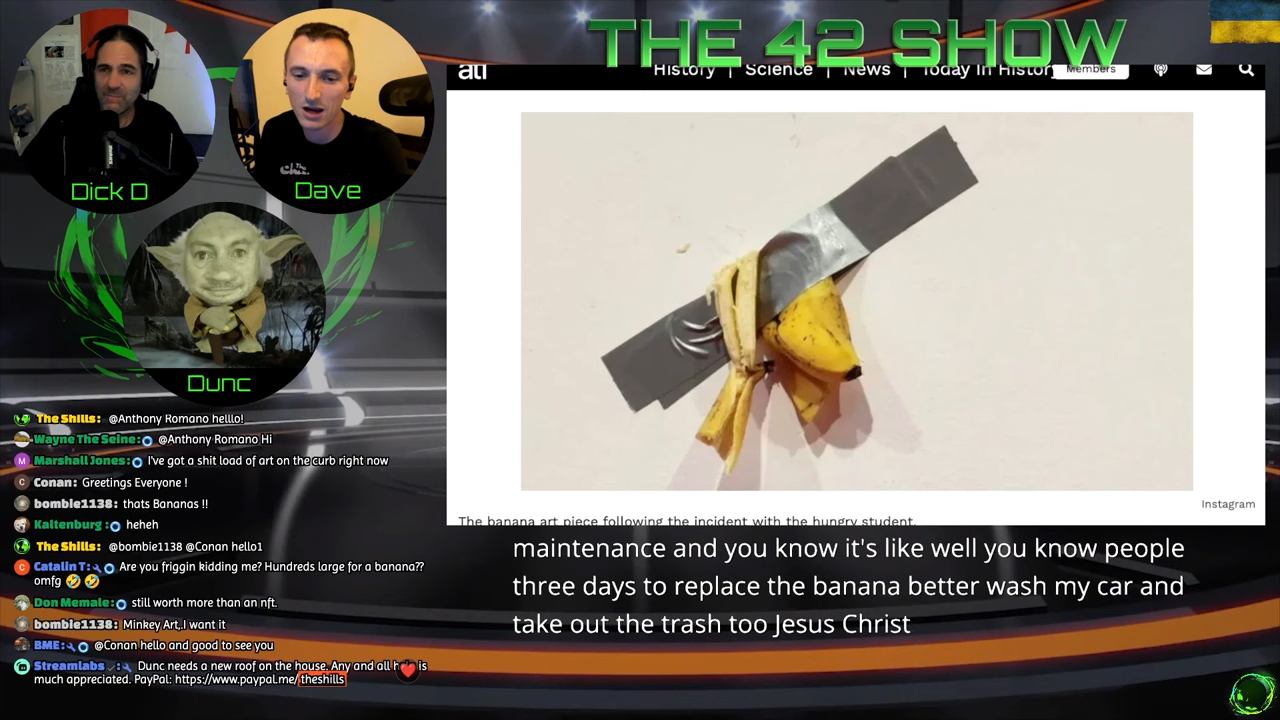 THE 42 SHOW
ati
History | Science | News | Today In History
Members
Dick D
Dave
Dunc
Instagram
The banana art piece following the incident with the hungry student.
maintenance and you know it's like well you know people
three days to replace the banana better wash my car and
take out the trash too Jesus Christ
The Shills: @Anthony Romano helllo!
Wayne The Seine: @Anthony Romano Hi
Marshall Jones: I've got a shit load of art on the curb right now
Conan: Greetings Everyone !
bombie1138: thats Bananas !!
Kaltenburg : heheh
The Shills: @bombie1138 @Conan hello1
Catalin T: Are you friggin kidding me? Hundreds large for a banana??
omfg 🤣 🤣
Don Memale: still worth more than an nft.
bombie1138: Minkey Art,.I want it
BME: @Conan hello and good to see you
Streamlabs : Dunc needs a new roof on the house. Any and all is
much appreciated. PayPal: https://www.paypal.me/theshills